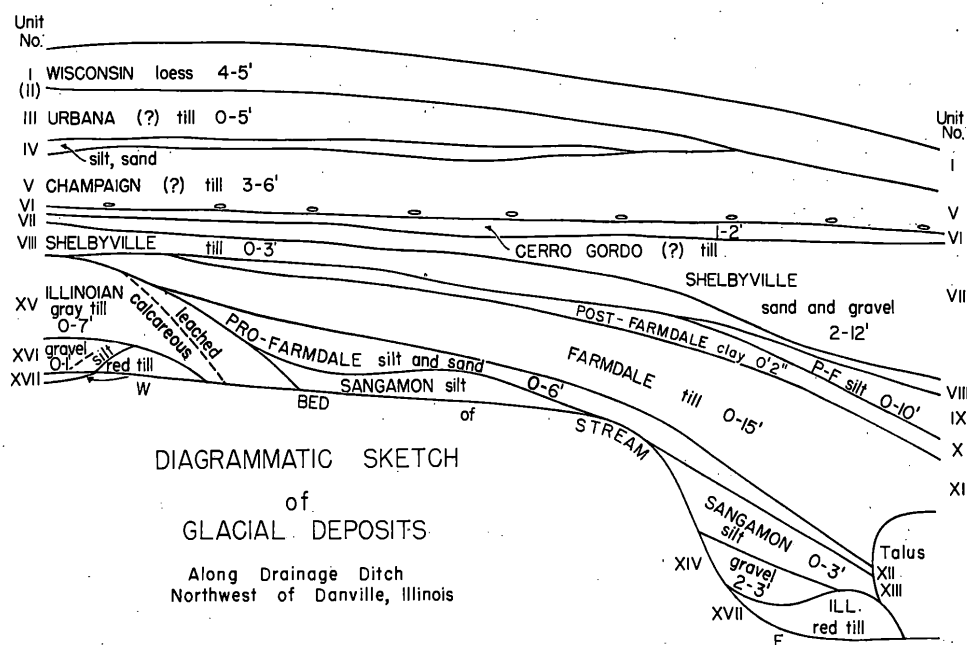 Unit
No.
I WISCONSIN loess 4-5'
(II)
III URBANA (?) till 0-5'
IV
silt, sand
V CHAMPAIGN (?) till 3-6'
VI
VII
VIII SHELBYVILLE till 0-3'
1-2'
CERRO GORDO (?) till
SHELBYVILLE
sand and gravel
2-12'
Unit
No.
I
V
VI
VII
VIII
IX
X
XI
XV ILLINOIAN
gray till
0-7'
leached
calcareous
XVI gravel
0-1'
silt
XVII red till
W
PRO-FARMDALE silt and sand
0-6'
SANGAMON silt
BED of STREAM
POST-FARMDALE clay 0'2"
P-F silt 0-10'
FARMDALE
till 0-15'
SANGAMON
silt 0-3'
XIV gravel
2-3'
XVII ILL.
red till
E
Talus
XII
XIII
DIAGRAMMATIC SKETCH
of
GLACIAL DEPOSITS
Along Drainage Ditch
Northwest of Danville, Illinois